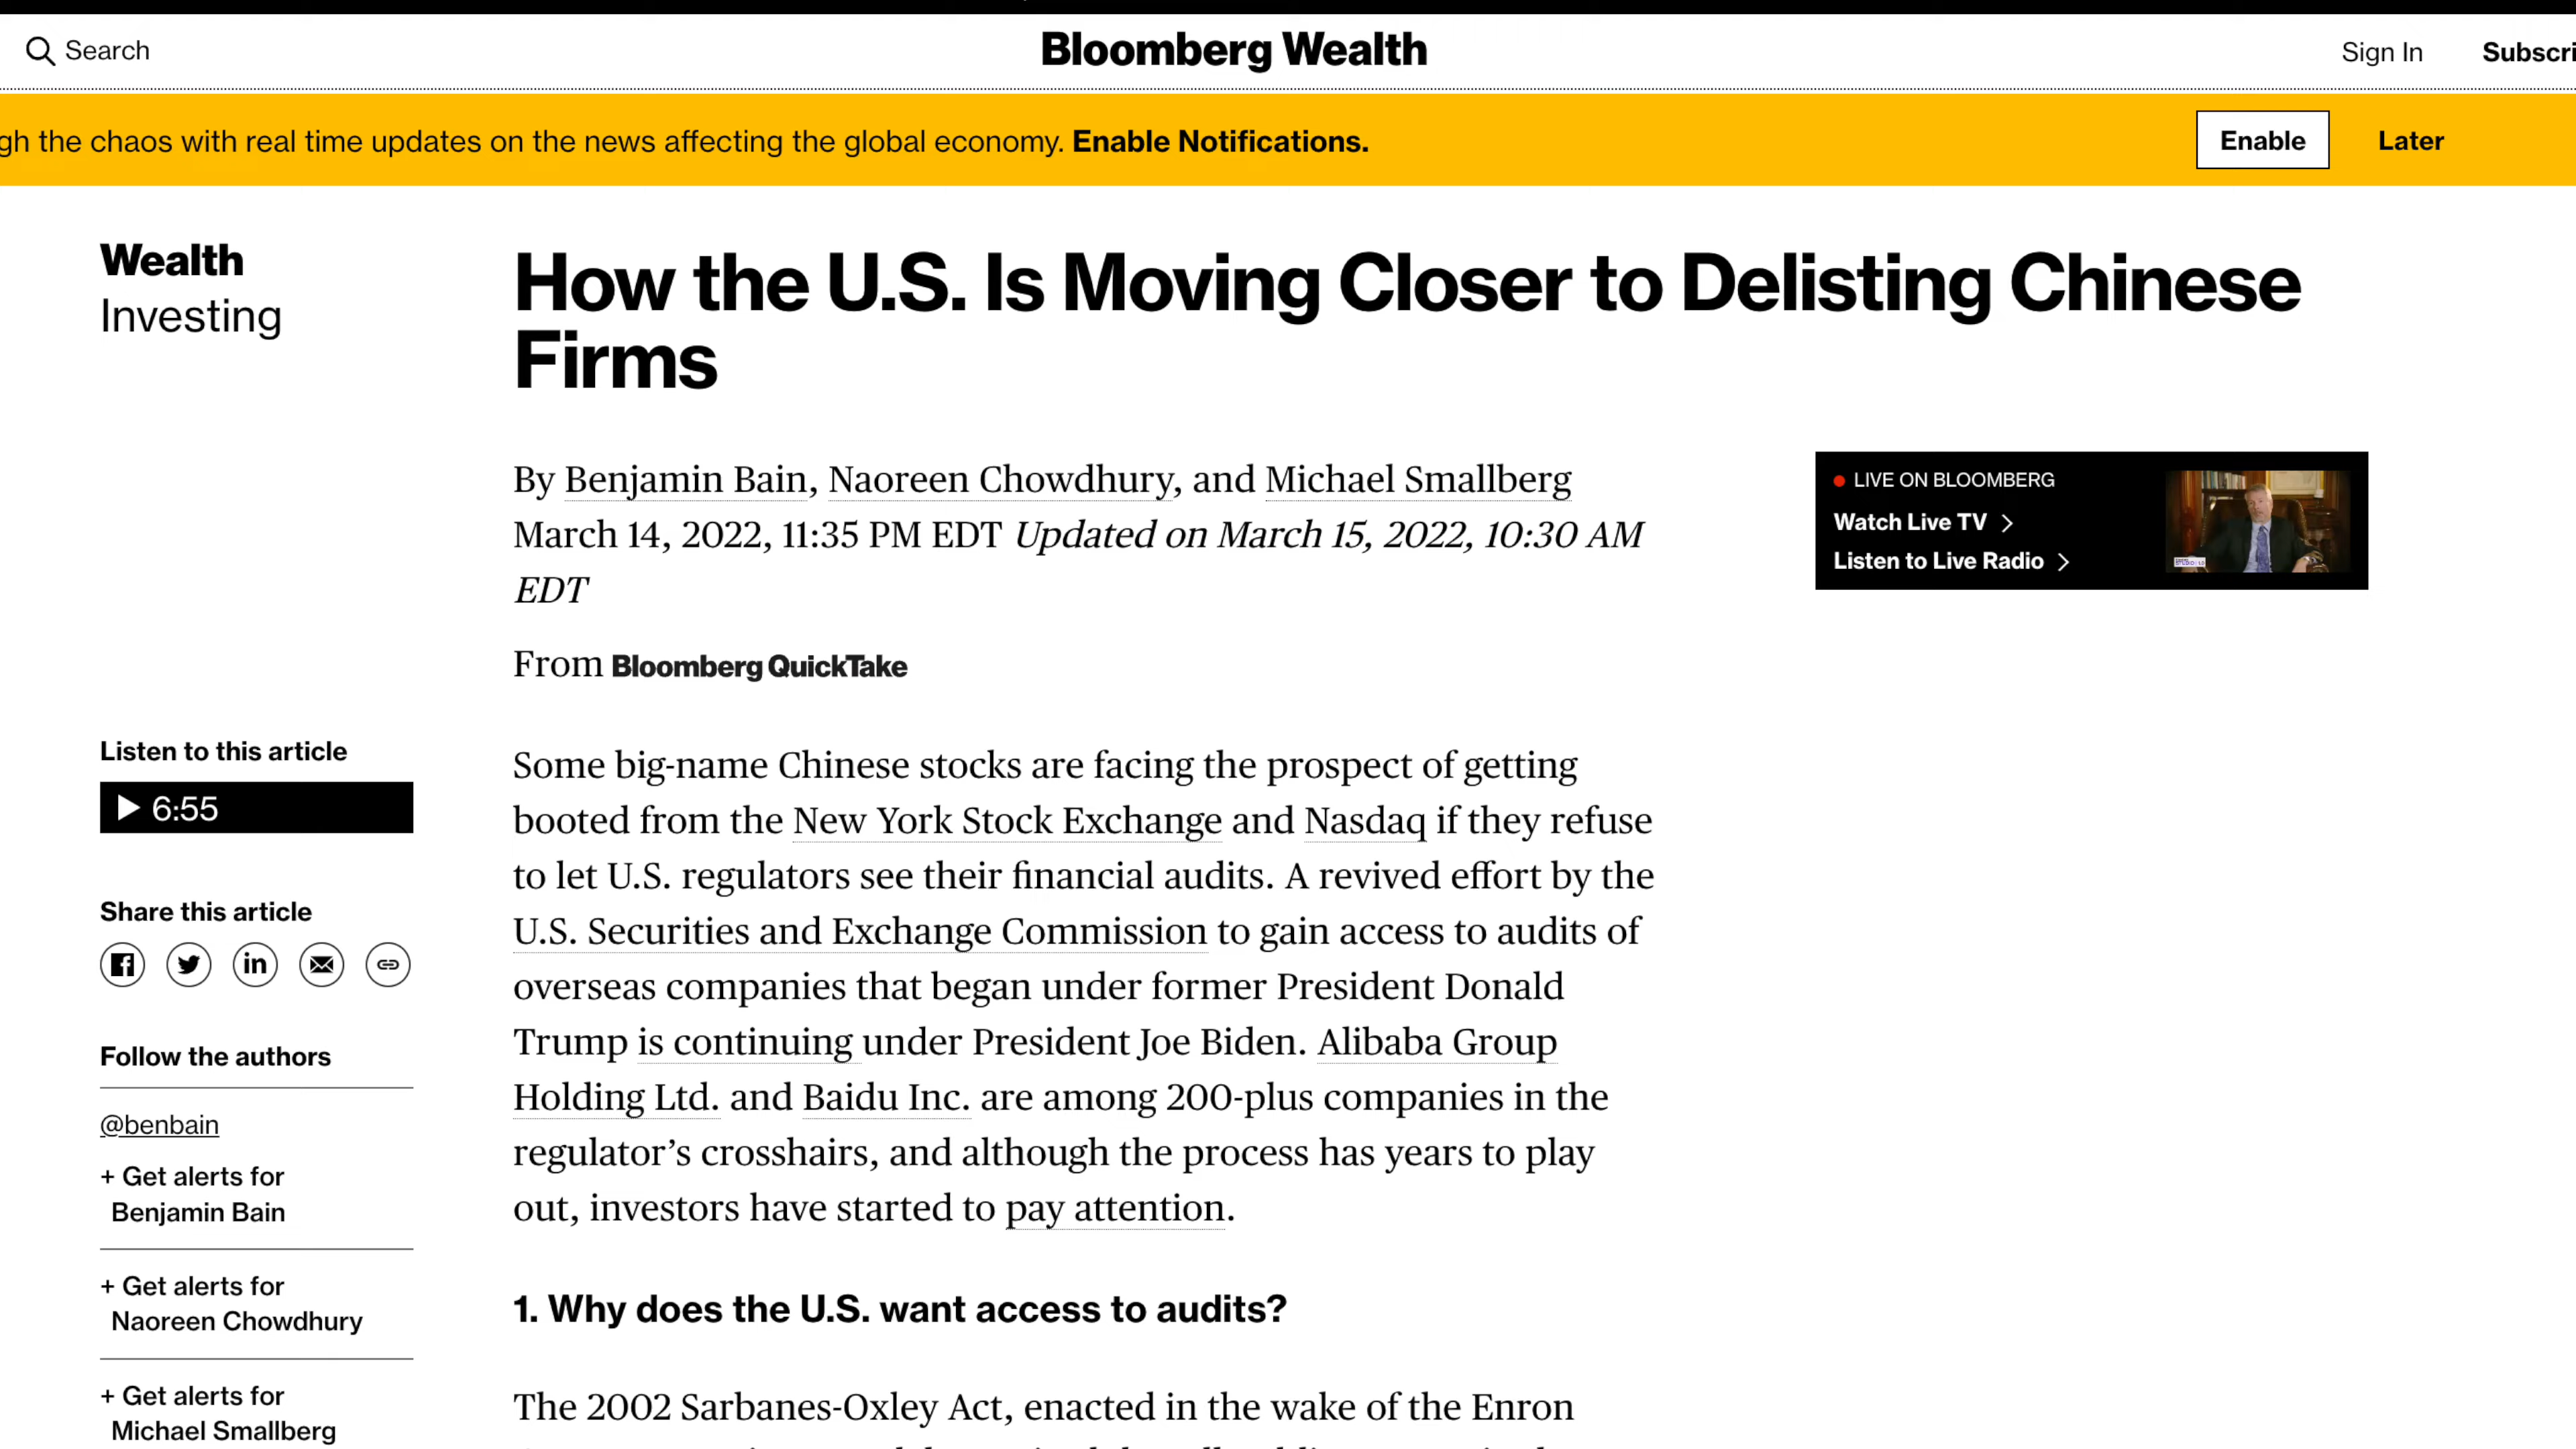 Search
Bloomberg Wealth
Sign In
Subscri
gh the chaos with real time updates on the news affecting the global economy. Enable Notifications.
Enable
Later
Wealth
Investing
How the U.S. Is Moving Closer to Delisting Chinese
Firms
By Benjamin Bain, Naoreen Chowdhury, and Michael Smallberg
March 14, 2022, 11:35 PM EDT Updated on March 15, 2022, 10:30 AM
EDT
From Bloomberg QuickTake
LIVE ON BLOOMBERG
Watch Live TV
Listen to Live Radio
Listen to this article
6:55
Share this article
Follow the authors
@benbain
+ Get alerts for
Benjamin Bain
+ Get alerts for
Naoreen Chowdhury
+ Get alerts for
Michael Smallberg
Some big-name Chinese stocks are facing the prospect of getting
booted from the New York Stock Exchange and Nasdaq if they refuse
to let U.S. regulators see their financial audits. A revived effort by the
U.S. Securities and Exchange Commission to gain access to audits of
overseas companies that began under former President Donald
Trump is continuing under President Joe Biden. Alibaba Group
Holding Ltd. and Baidu Inc. are among 200-plus companies in the
regulator's crosshairs, and although the process has years to play
out, investors have started to pay attention.
1. Why does the U.S. want access to audits?
The 2002 Sarbanes-Oxley Act, enacted in the wake of the Enron